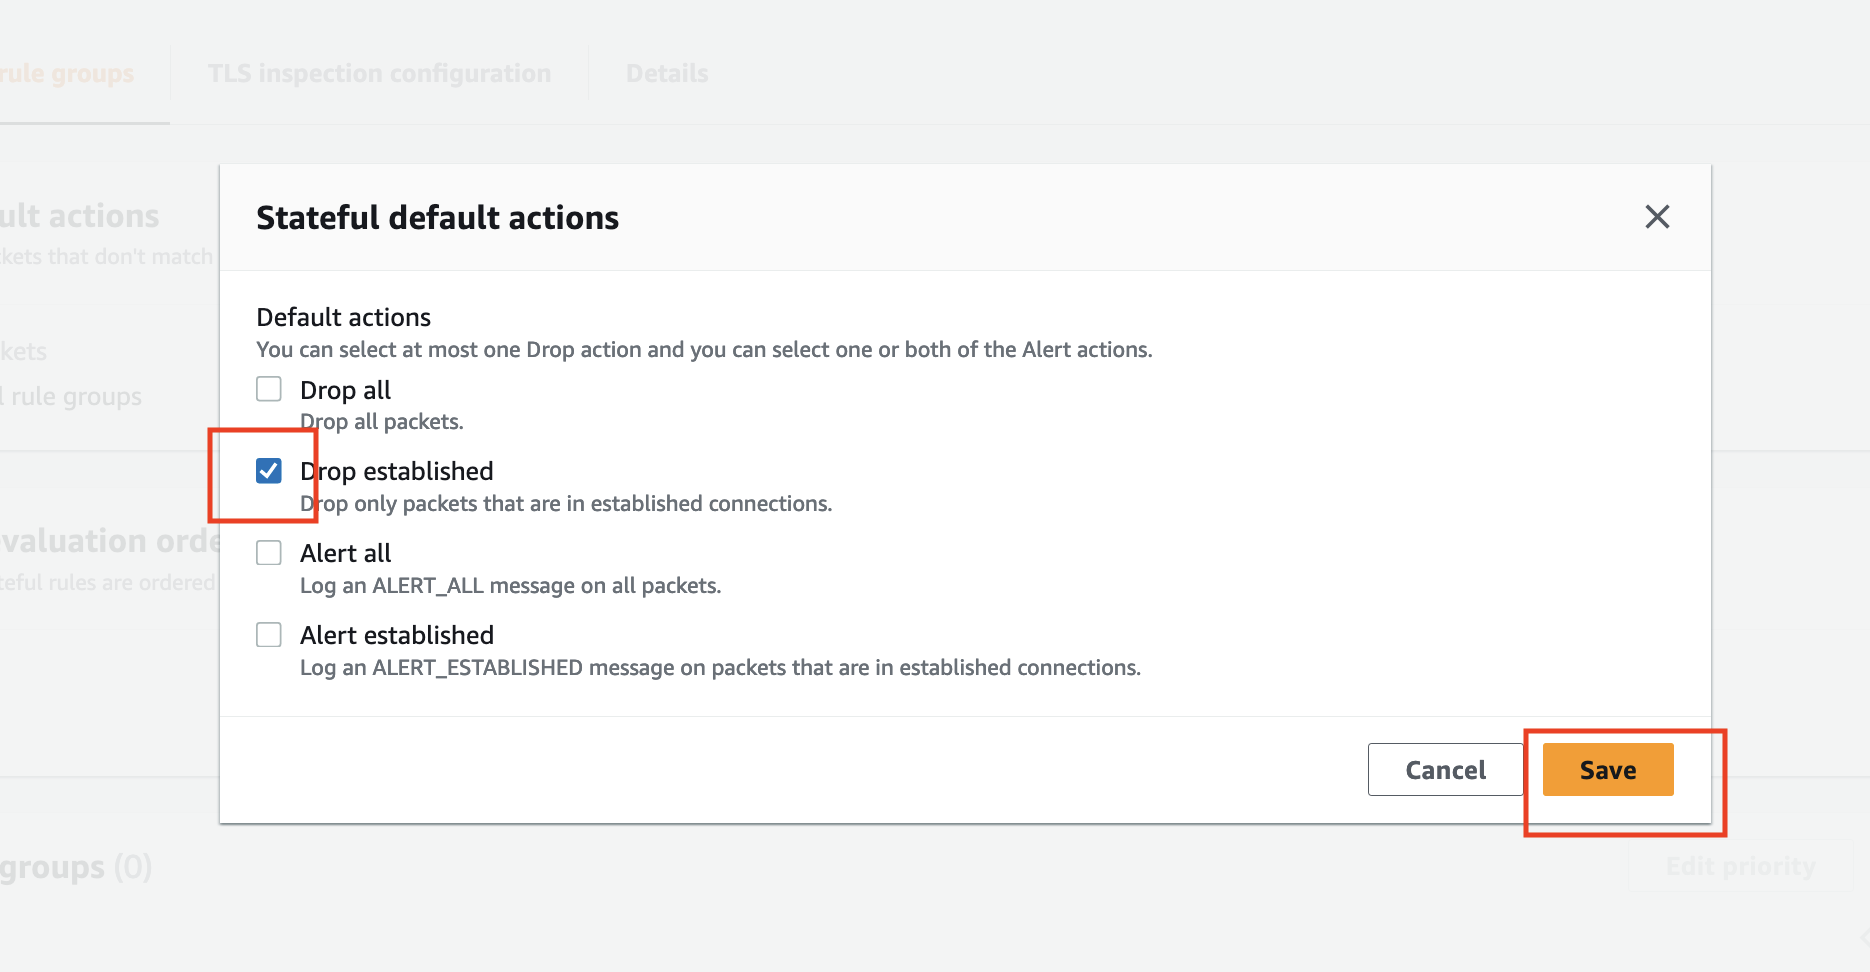 rule groups
TLS inspection configuration
Details
ult actions
kets that don't match
kets
l rule groups
valuation orde
teful rules are ordered
Stateful default actions
Default actions
You can select at most one Drop action and you can select one or both of the Alert actions.
Drop all
Drop all packets.
Drop established
Drop only packets that are in established connections.
Alert all
Log an ALERT_ALL message on all packets.
Alert established
Log an ALERT_ESTABLISHED message on packets that are in established connections.
Cancel
Save
groups (0)
Edit priority